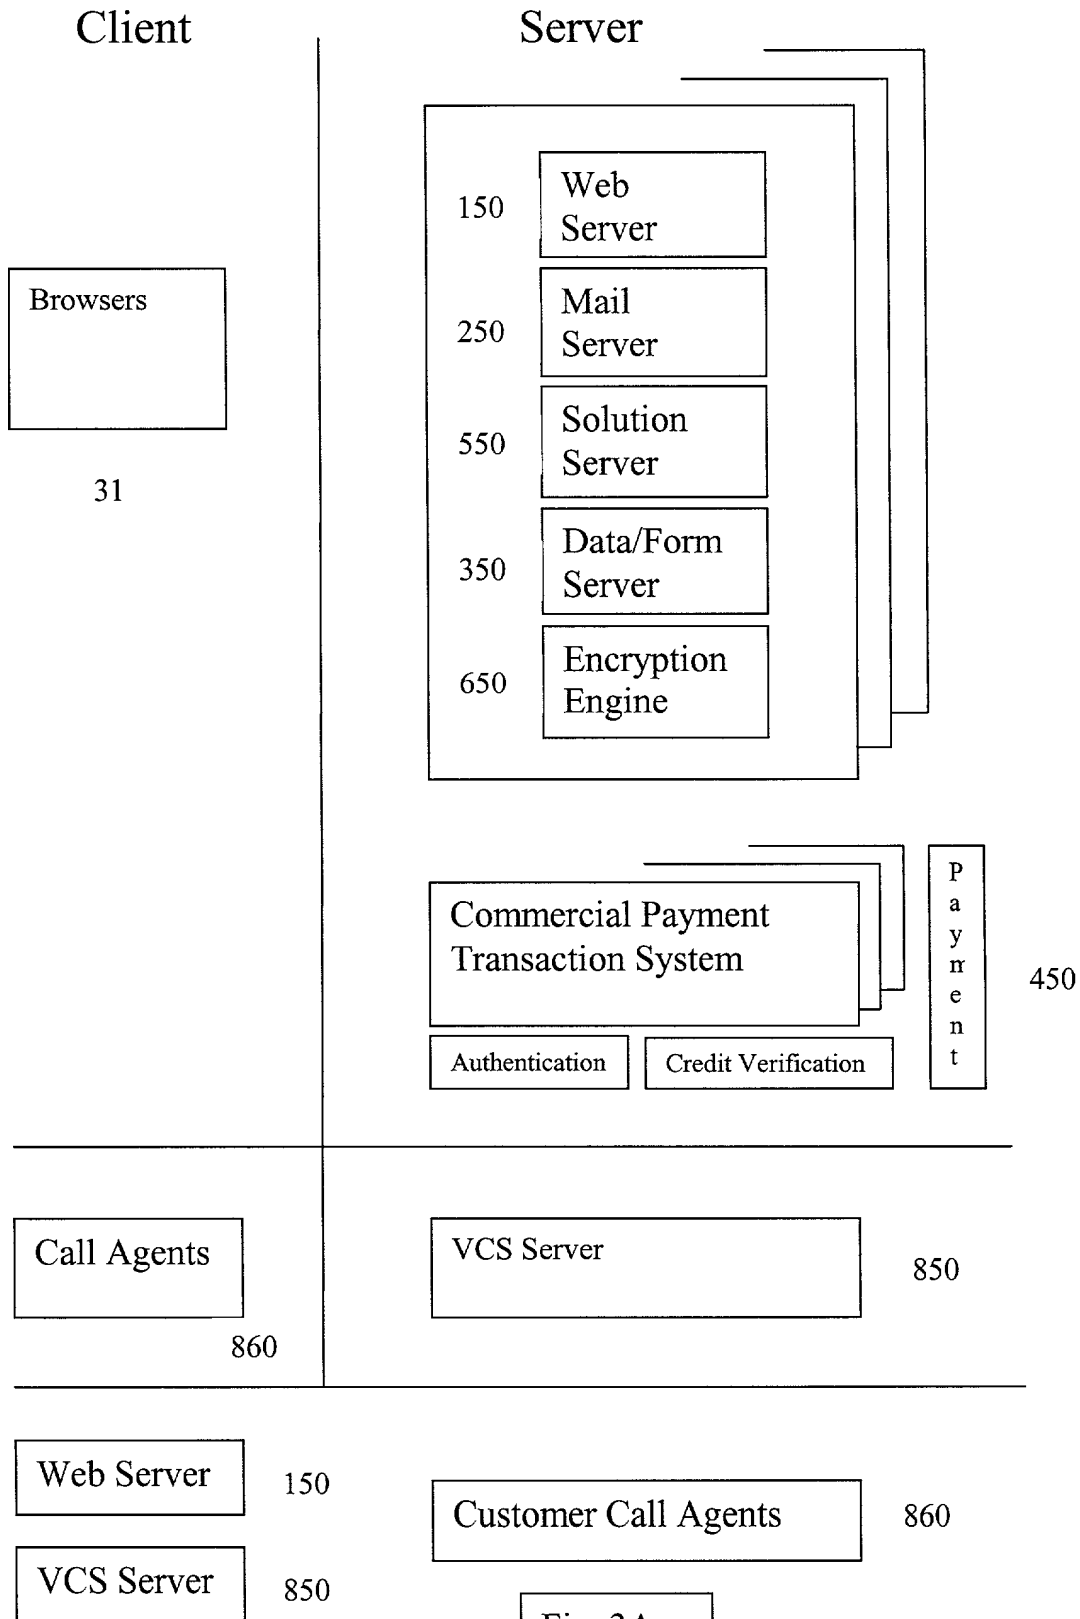 Client
Server
150
Web
Server
Browsers
250
Mail
Server
31
550
Solution
Server
350
Data/Form
Server
650
Encryption
Engine
Commercial Payment
Transaction System
Payment
450
Authentication
Credit Verification
Call Agents
860
VCS Server
850
Web Server
150
Customer Call Agents
860
VCS Server
850